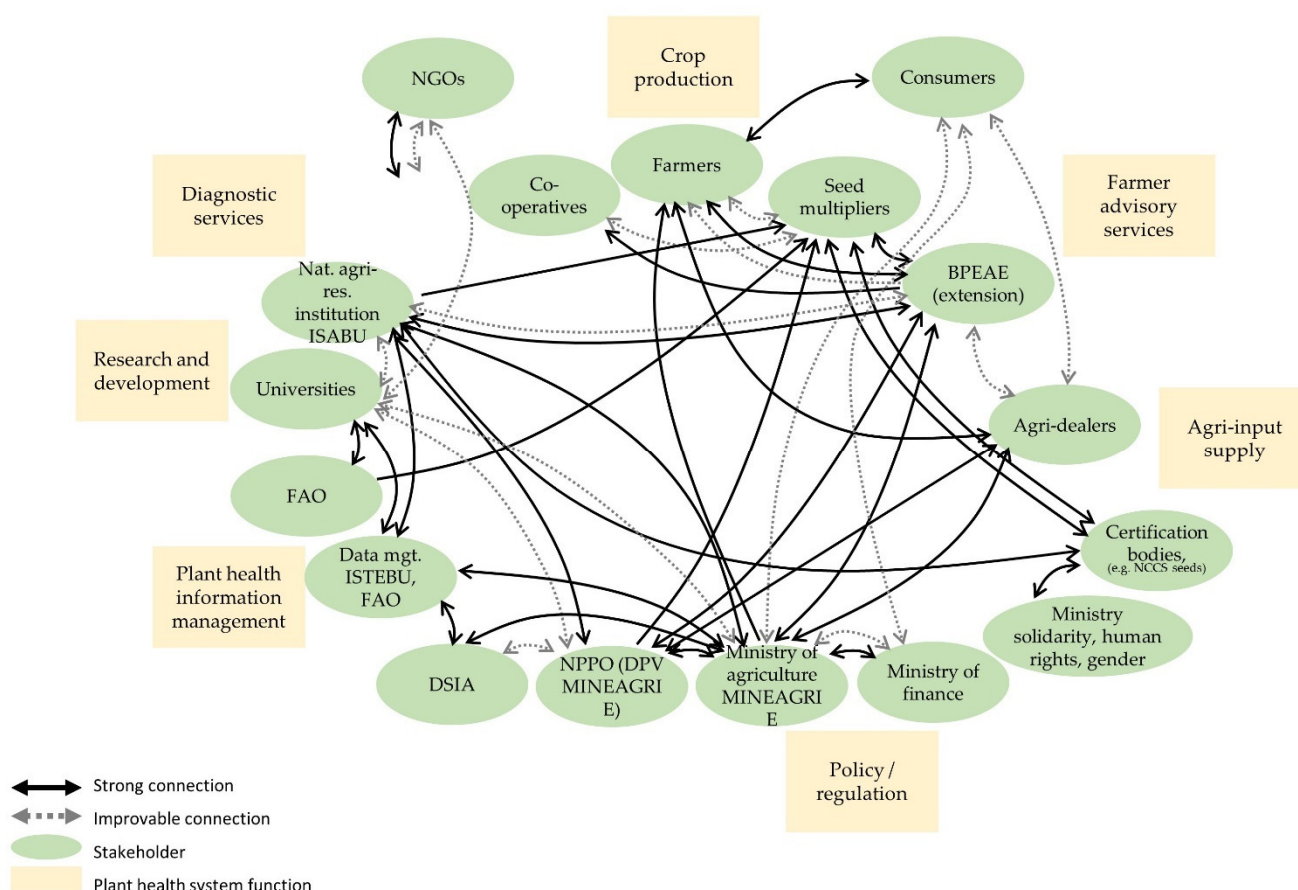 NGOs
Crop
production
Consumers
Farmers
Co-
operatives
Seed
multipliers
Diagnostic
services
Farmer
advisory
services
Nat. agri-
res.
institution
ISABU
BPEAE
(extension)
Research and
development
Universities
Agri-dealers
Agri-input
supply
FAO
Certification
bodies,
(e.g. NCCS seeds)
Plant health
information
management
Data mgt.
ISTEBU,
FAO
Ministry
solidarity, human
rights, gender
DSIA
NPPO (DPV
MINEAGRI
E)
Ministry of
agriculture
MINEAGRI
E
Ministry of
finance
Policy /
regulation
Strong connection
Improvable connection
Stakeholder
Plant health system function